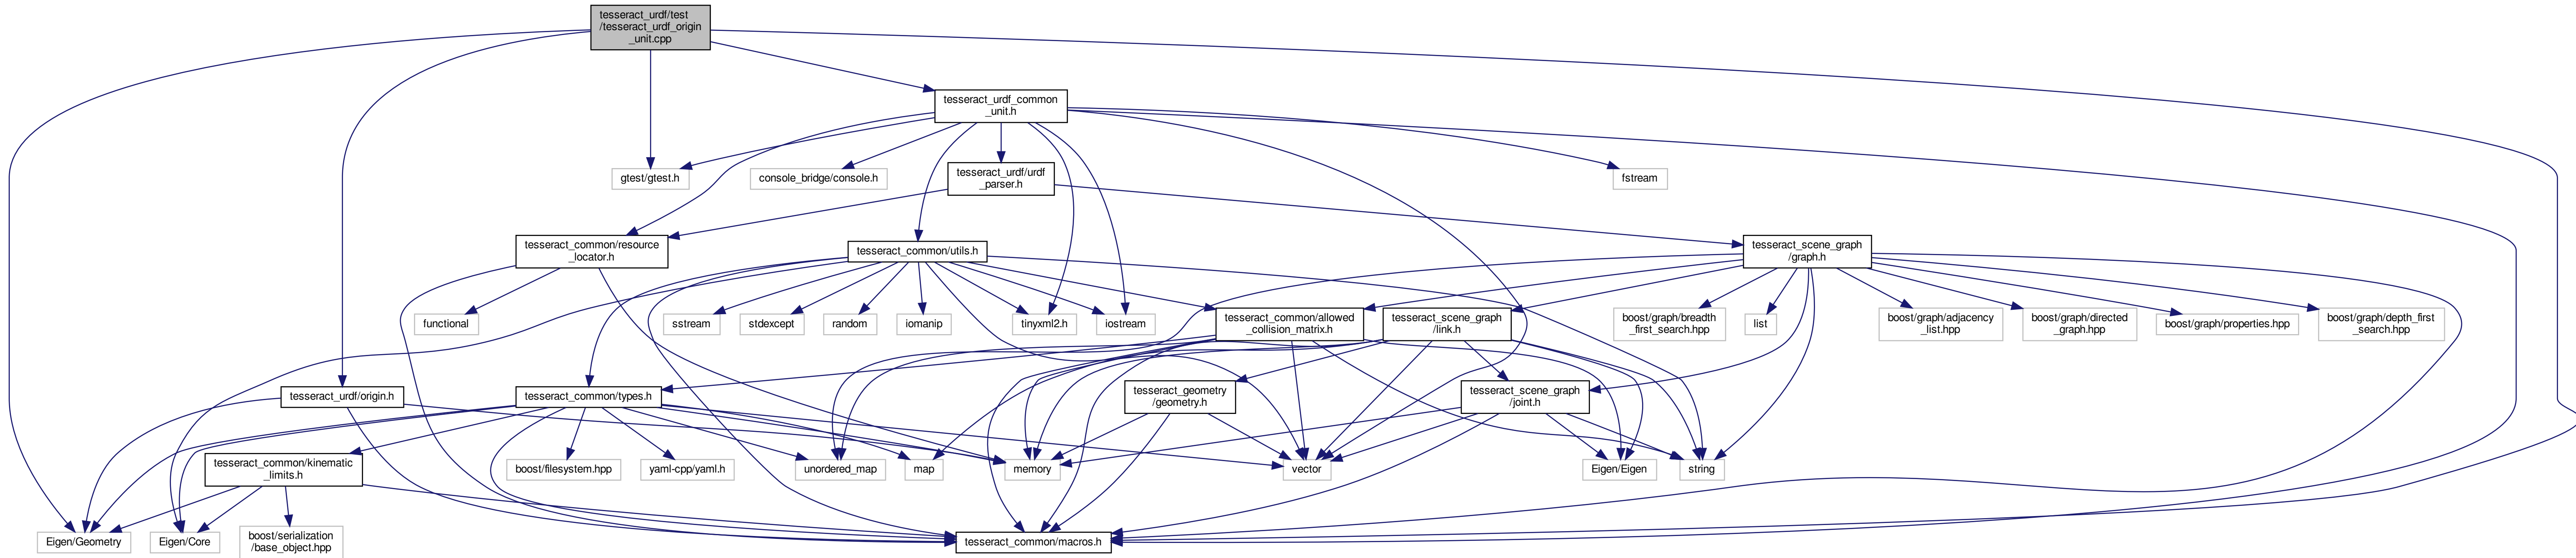 tesseract_urdf/test
/tesseract_urdf_origin
_unit.cpp
tesseract_urdf_common
_unit.h
gtest/gtest.h
console_bridge/console.h
tesseract_urdf/urdf
_parser.h
fstream
tesseract_common/resource
_locator.h
tesseract_common/utils.h
tesseract_scene_graph
/graph.h
functional
sstream
stdexcept
random
iomanip
tinyxml2.h
iostream
tesseract_common/allowed
_collision_matrix.h
tesseract_scene_graph
/link.h
boost/graph/breadth
_first_search.hpp
list
boost/graph/adjacency
_list.hpp
boost/graph/directed
_graph.hpp
boost/graph/properties.hpp
boost/graph/depth_first
_search.hpp
tesseract_urdf/origin.h
tesseract_common/types.h
tesseract_geometry
/geometry.h
tesseract_scene_graph
/joint.h
tesseract_common/kinematic
_limits.h
boost/filesystem.hpp
yaml-cpp/yaml.h
unordered_map
map
memory
vector
Eigen/Eigen
string
Eigen/Geometry
Eigen/Core
boost/serialization
/base_object.hpp
tesseract_common/macros.h